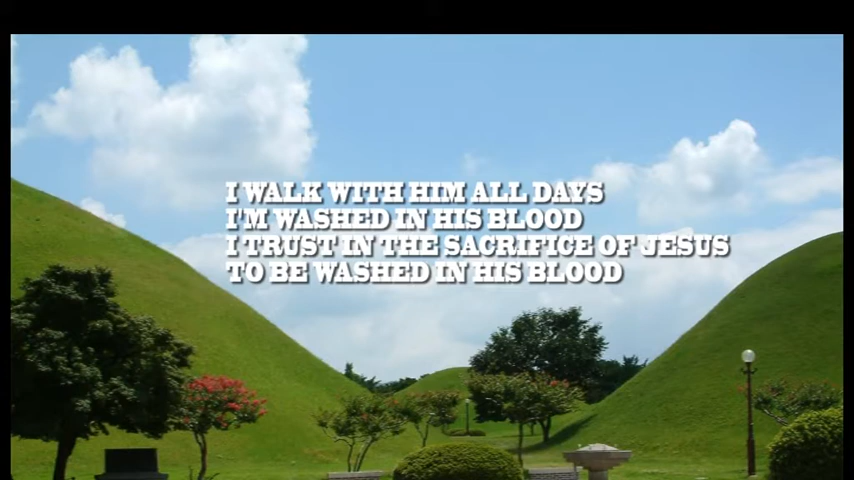 I WALK WITH HIM ALL DAYS
I'M WASHED IN HIS BLOOD
I TRUST IN THE SACRIFICE OF JESUS
TO BE WASHED IN HIS BLOOD